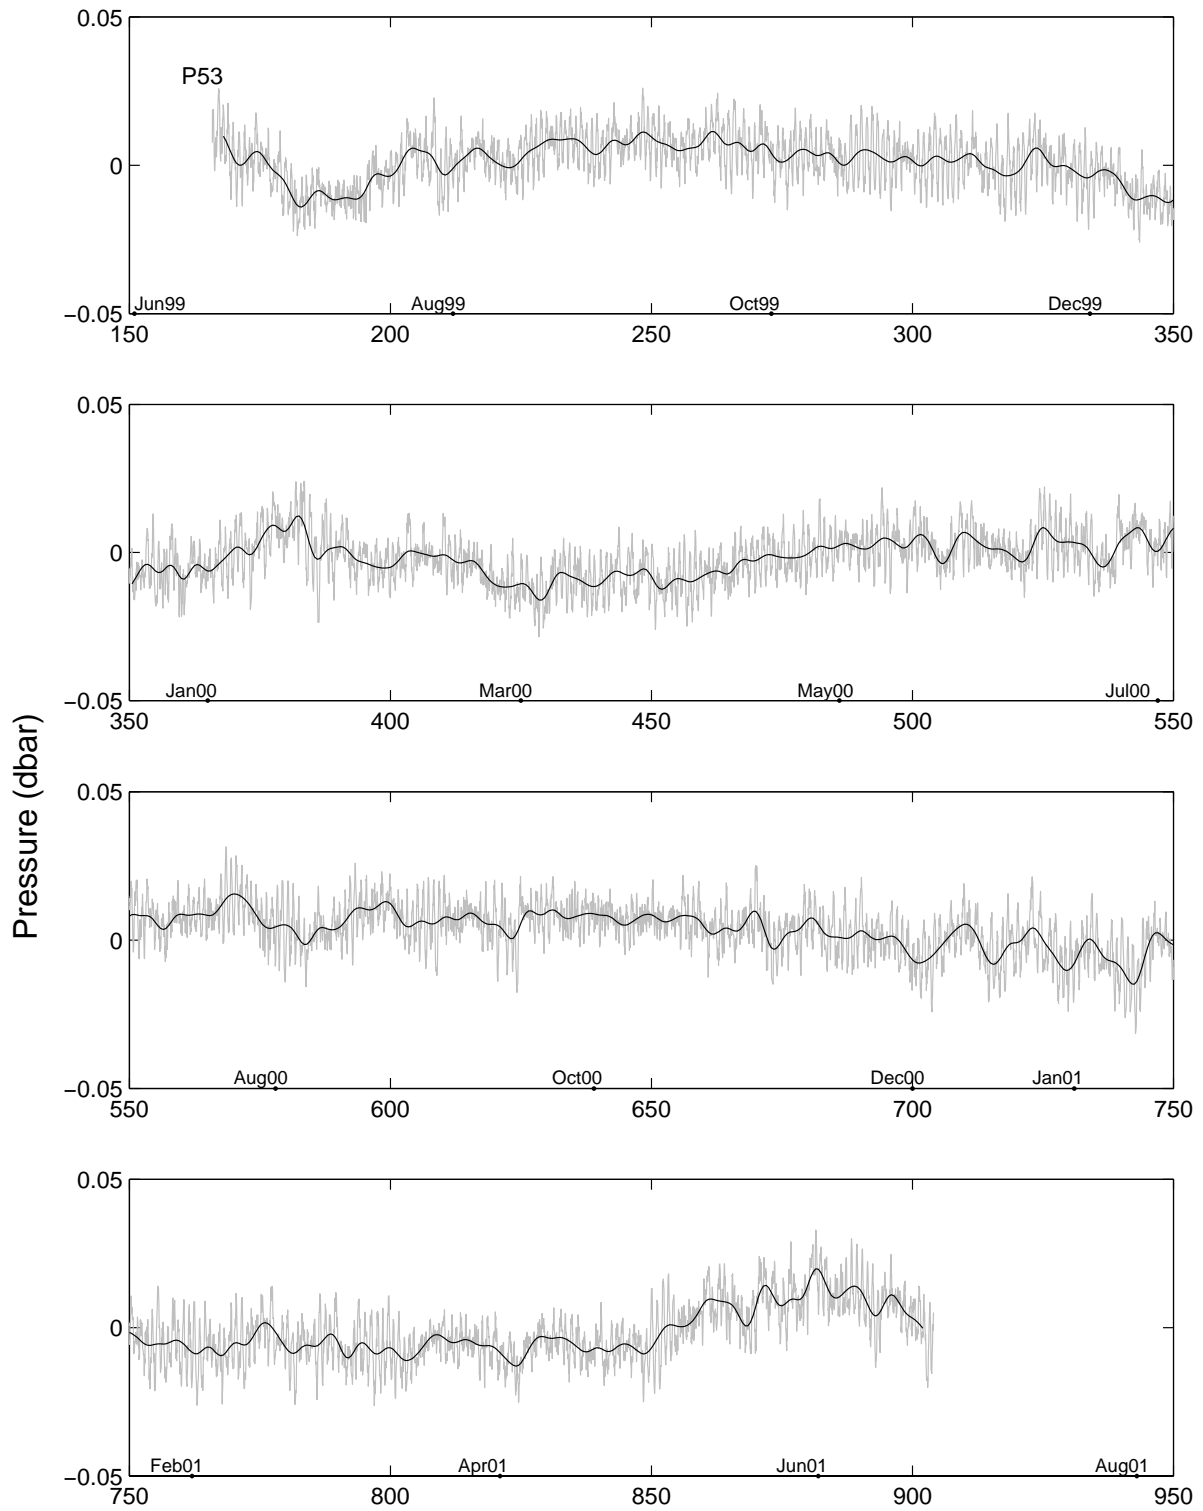 0.05
P53
0
−0.05
Jun99 Aug99 Oct99 Dec99
150 200 250 300 350
0.05
0
−0.05
Jan00 Mar00 May00 Jul00
350 400 450 500 550
Pressure (dbar)
0.05
0
−0.05
Aug00 Oct00 Dec00 Jan01
550 600 650 700 750
0.05
0
−0.05
Feb01 Apr01 Jun01 Aug01
750 800 850 900 950